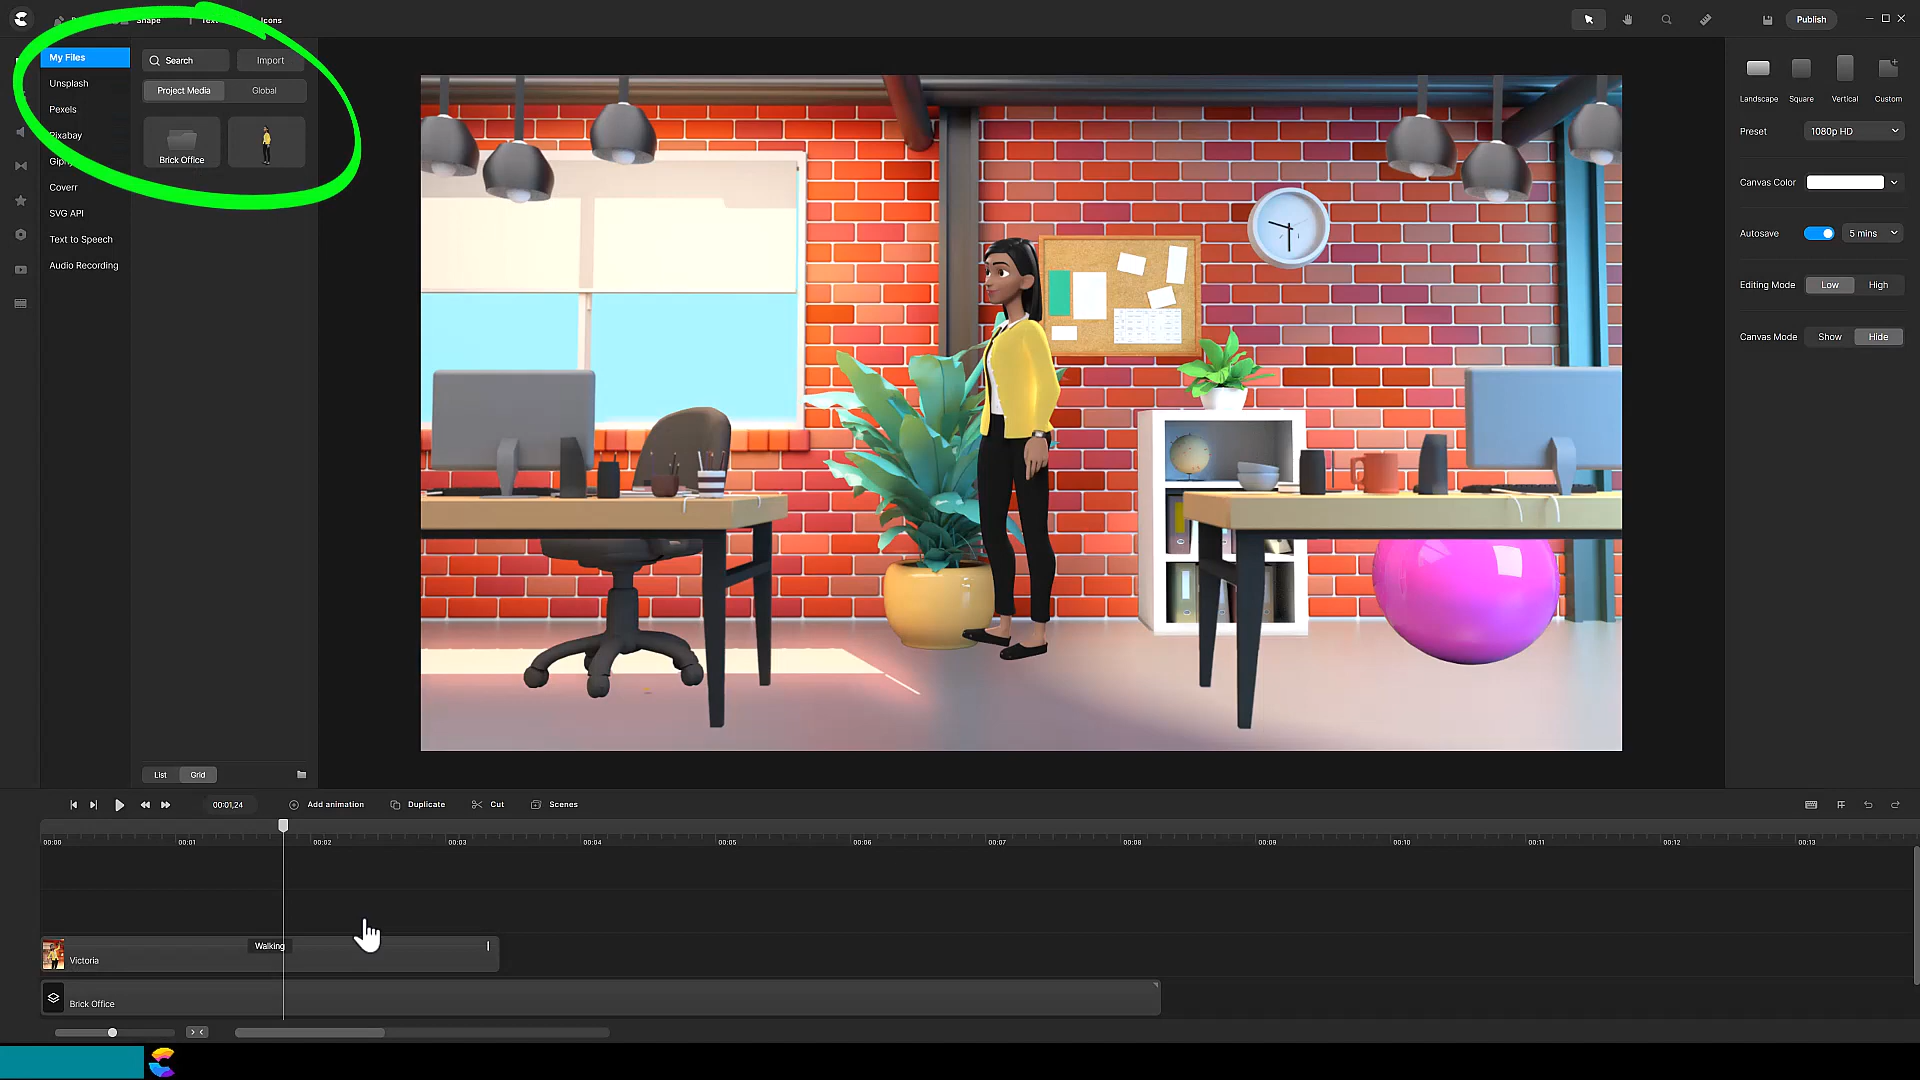 Shape Text Icons
Publish
My Files
Unsplash
Pexels
Pixabay
Giphy
Coverr
SVG API
Text to Speech
Audio Recording
Search Import
Project Media Global
Brick Office
List Grid
Landscape Square Vertical Custom
Preset 1080p HD
Canvas Color
Autosave 5 mins
Editing Mode Low High
Canvas Mode Show Hide
00:01,24 Add animation Duplicate Cut Scenes
00:00 00:01 00:02 00:03 00:04 00:05 00:06 00:07 00:08 00:09 00:10 00:11 00:12 00:13
Walking
Victoria
Brick Office